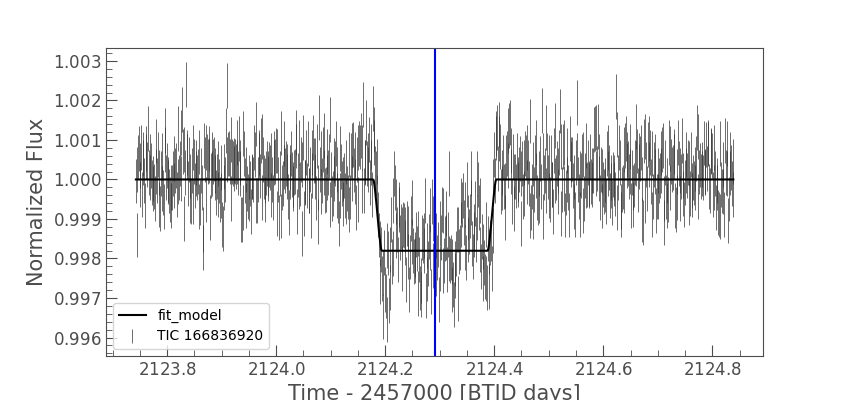 1.003
1.002
1.001
1.000
0.999
0.998
0.997
0.996
Normalized Flux
fit_model
TIC 166836920
2123.8 2124.0 2124.2 2124.4 2124.6 2124.8
Time - 2457000 [BTJD days]